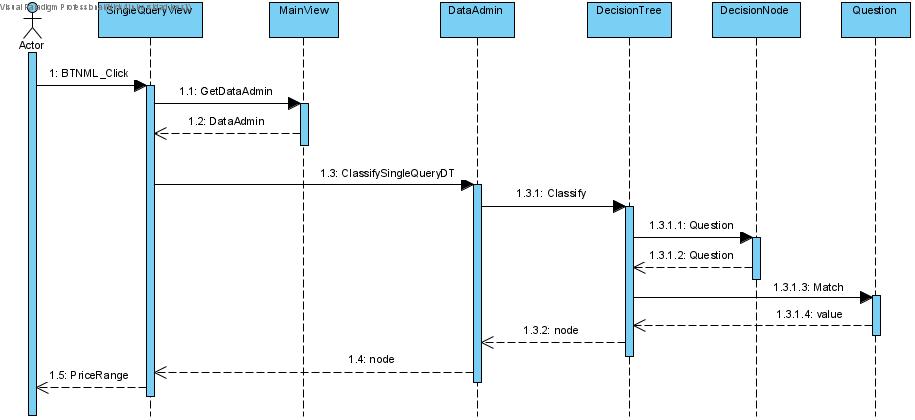 Visual Paradigm Profess
SingleQueryView
MainView
DataAdmin
DecisionTree
DecisionNode
Question
Actor
1: BTNML_Click
1.1: GetDataAdmin
1.2: DataAdmin
1.3: ClassifySingleQueryDT
1.3.1: Classify
1.3.1.1: Question
1.3.1.2: Question
1.3.1.3: Match
1.3.1.4: value
1.3.2: node
1.4: node
1.5: PriceRange